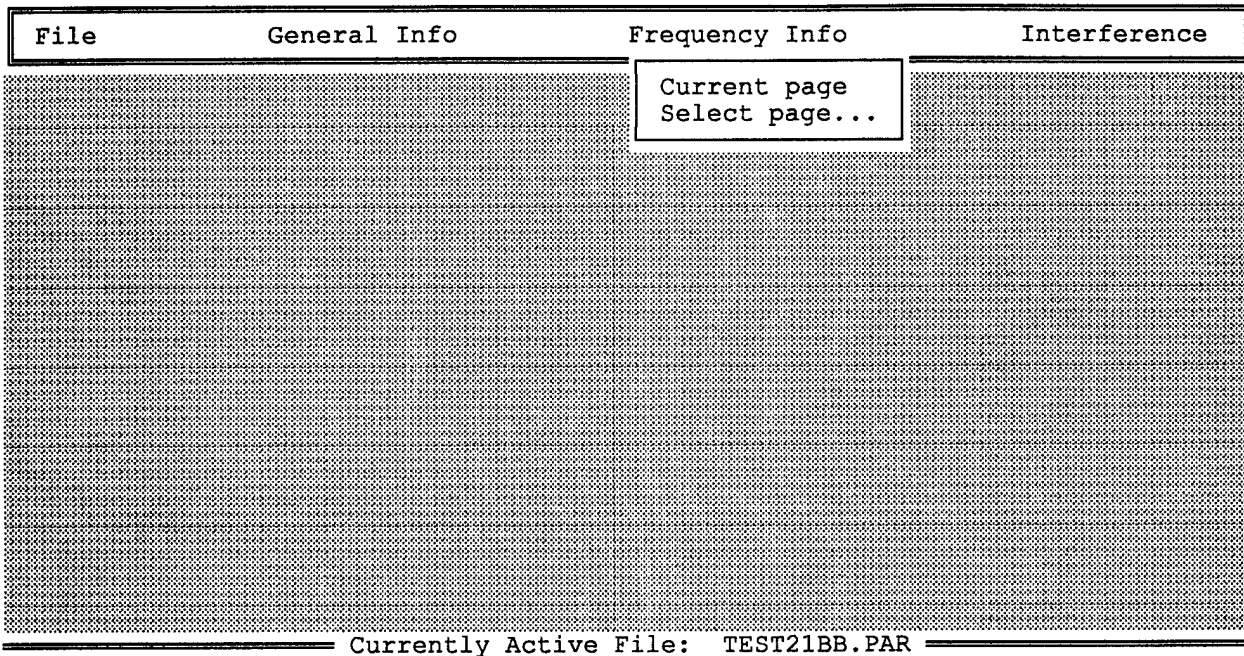 File General Info Frequency Info Interference
Current page
Select page...
Currently Active File: TEST21BB.PAR